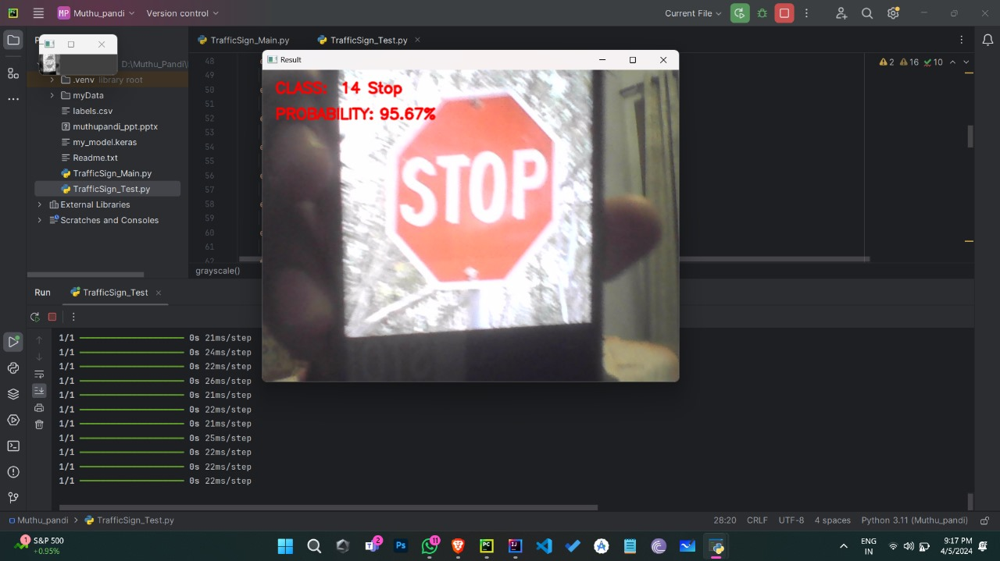 MP Muthu_pandi
Version control
Current File
TrafficSign_Main.py
TrafficSign_Test.py
2 16 10
D:\Muthu_Pandi\
.venv library root
myData
labels.csv
muthupandi_ppt.pptx
my_model.keras
Readme.txt
TrafficSign_Main.py
TrafficSign_Test.py
External Libraries
Scratches and Consoles
48
49
50
51
52
53
54
55
56
57
58
59
60
61
62
grayscale()
Result
CLASS: 14 Stop
PROBABILITY: 95.67%
STOP
Run TrafficSign_Test
1/1 0s 21ms/step
1/1 0s 24ms/step
1/1 0s 22ms/step
1/1 0s 26ms/step
1/1 0s 21ms/step
1/1 0s 22ms/step
1/1 0s 21ms/step
1/1 0s 25ms/step
1/1 0s 22ms/step
1/1 0s 22ms/step
1/1 0s 22ms/step
Muthu_pandi TrafficSign_Test.py
28:20 CRLF UTF-8 4 spaces Python 3.11 (Muthu_pandi)
1
S&P 500
+0.95%
2
Ps
11
PC
IJ
ENG
IN
9:17 PM
4/5/2024